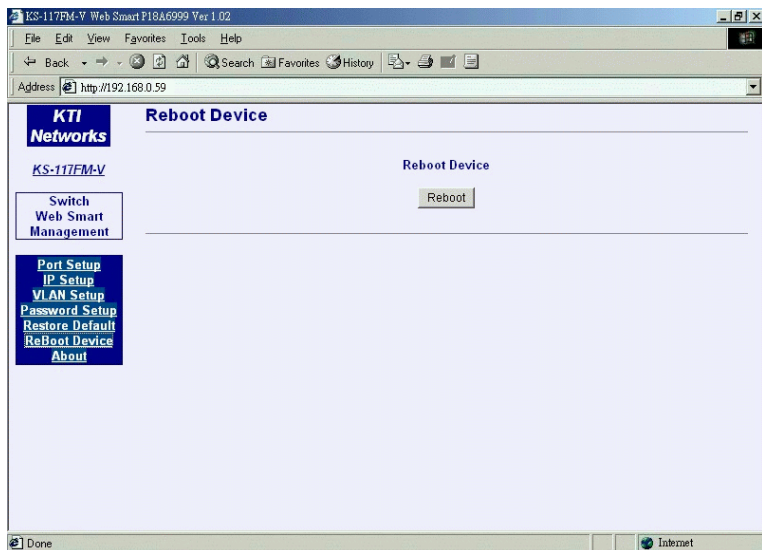 KS-117FM-V Web Smart P18A6999 Ver 1.02
File Edit View Favorites Tools Help
Back Search Favorites History
Address http://192.168.0.59
KTI
Networks
KS-117FM-V
Switch
Web Smart
Management
Port Setup
IP Setup
VLAN Setup
Password Setup
Restore Default
ReBoot Device
About
Reboot Device
Reboot Device
Reboot
Done Internet